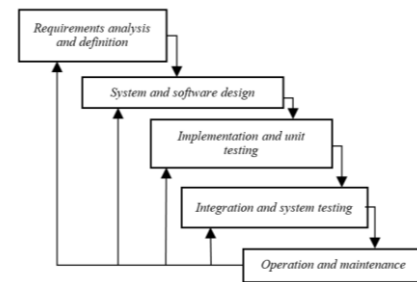 Requirements analysis
and definition
System and software design
Implementation and unit
testing
Integration and system testing
Operation and maintenance